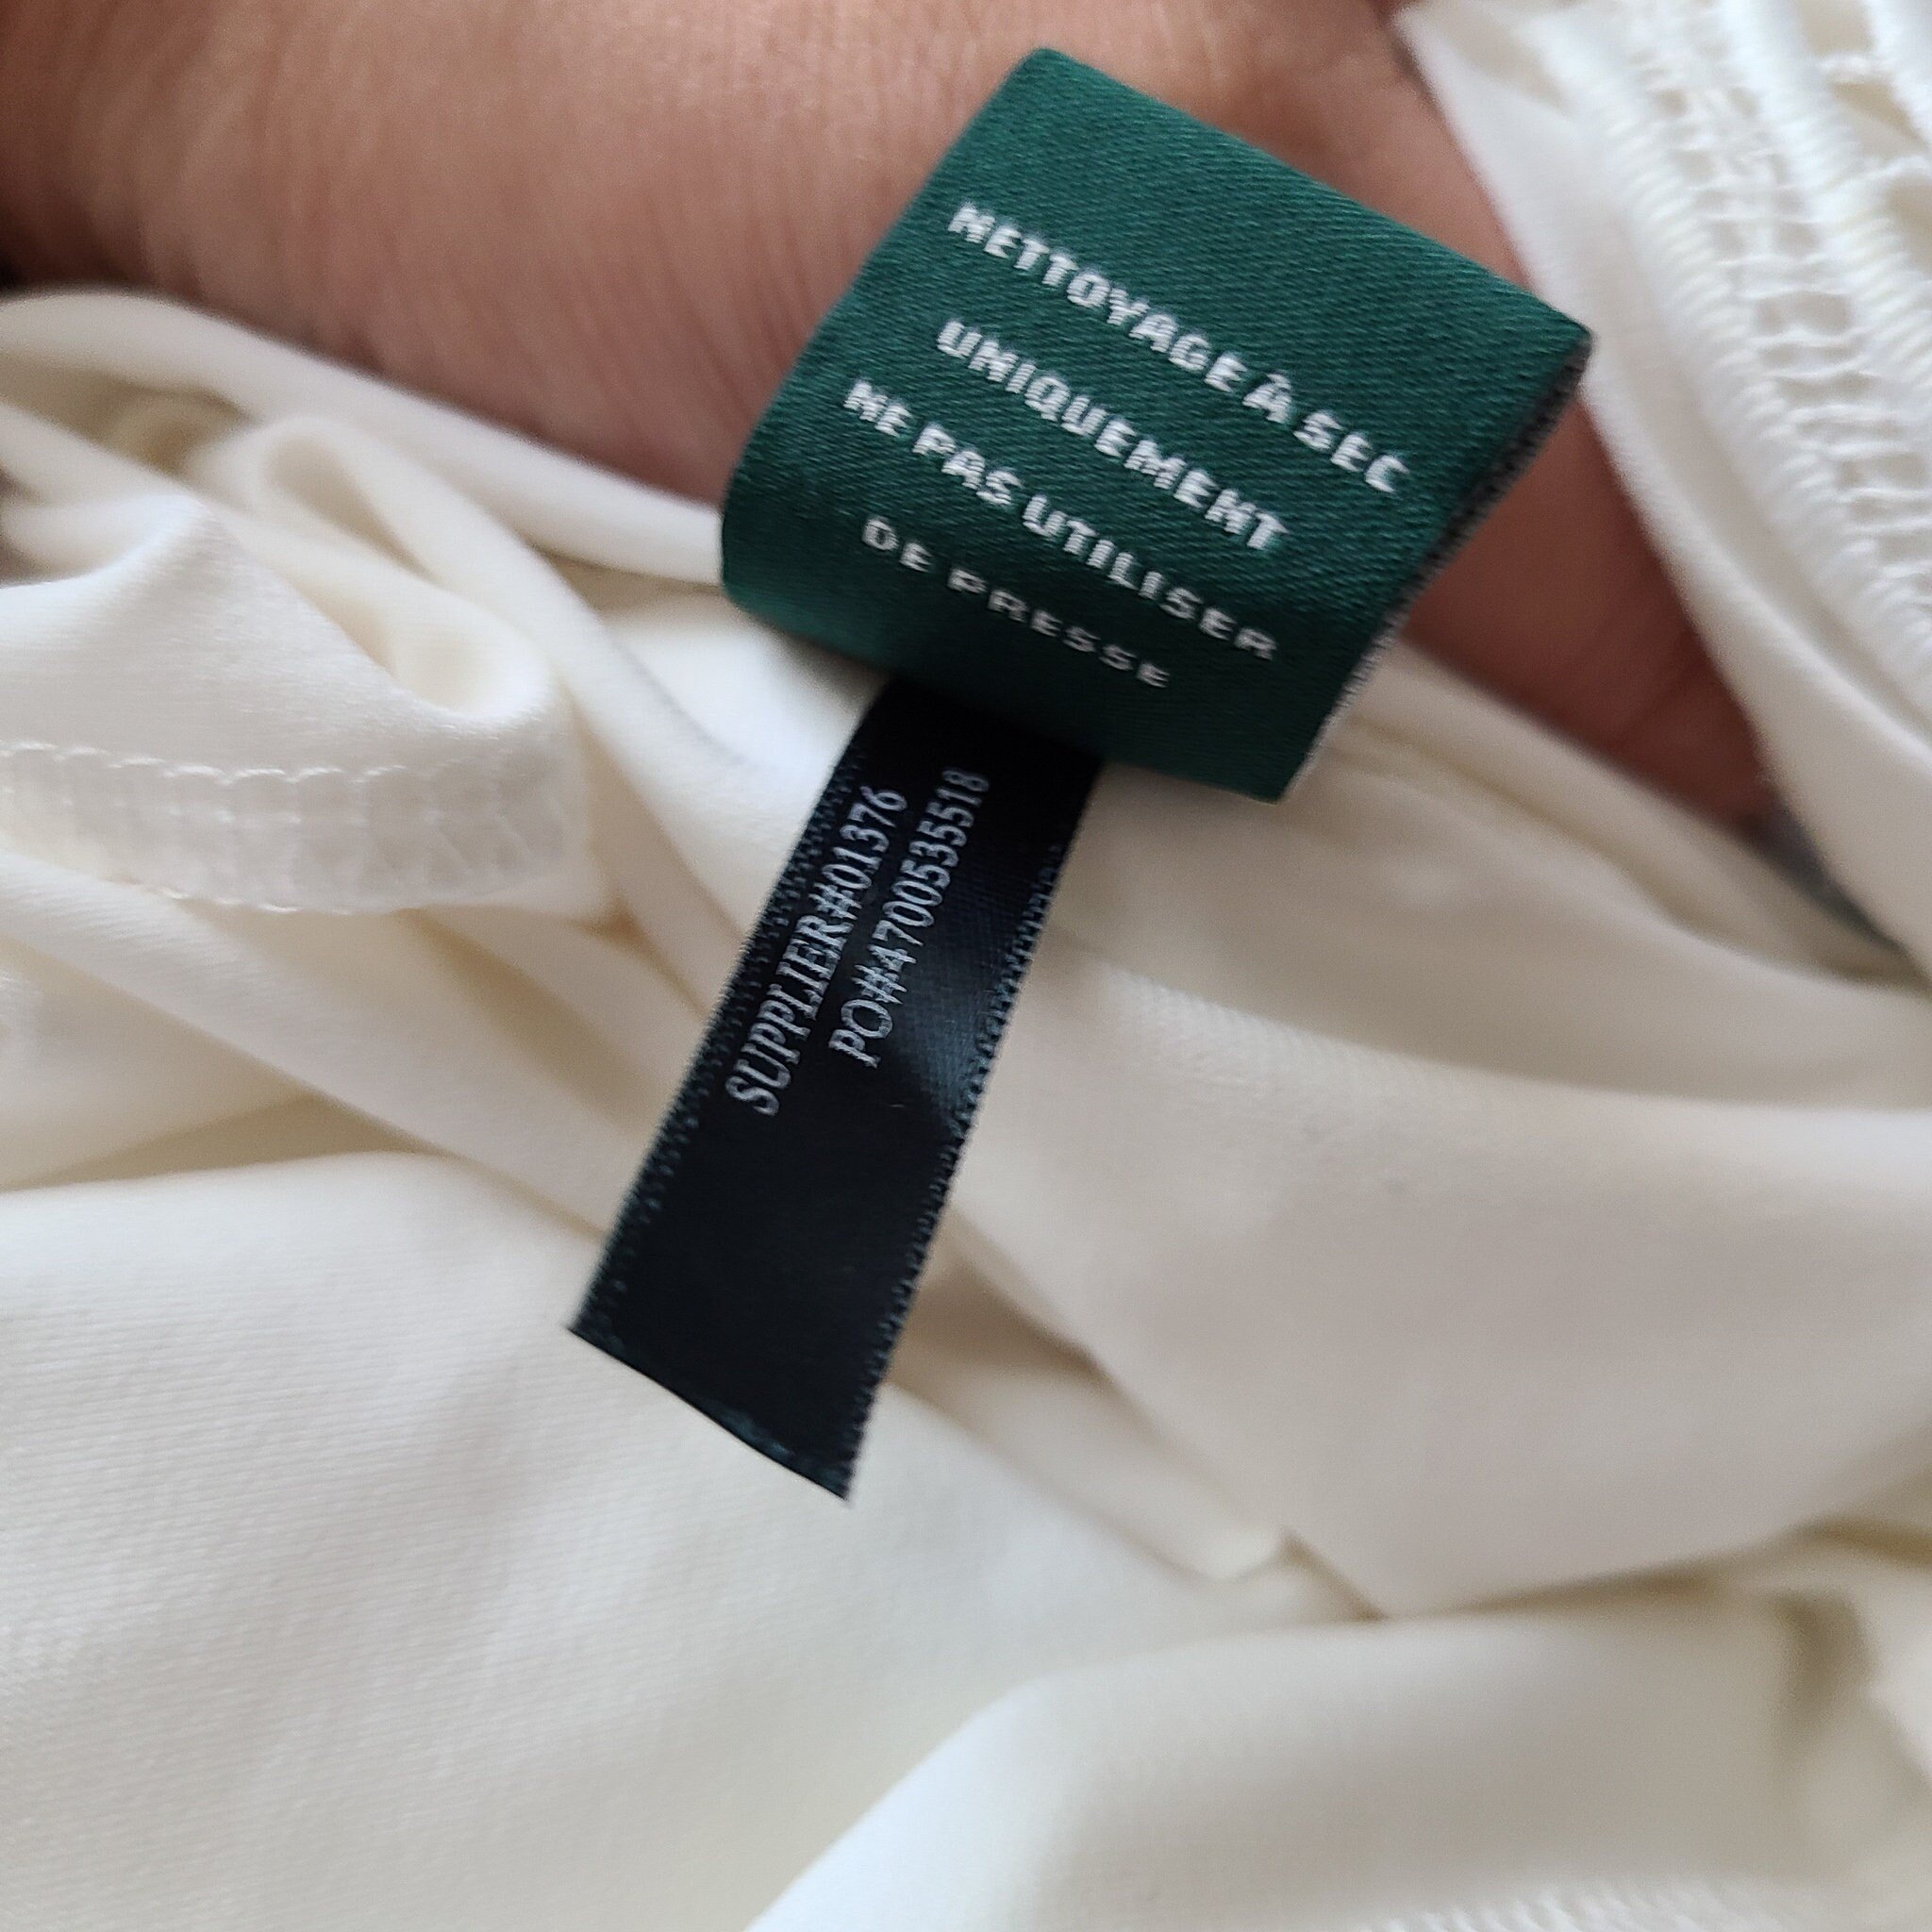 NETTOYAGE À SEC
UNIQUEMENT
NE PAS UTILISER
DE PRESSE
SUPPLIER#01376
PO#4700535518